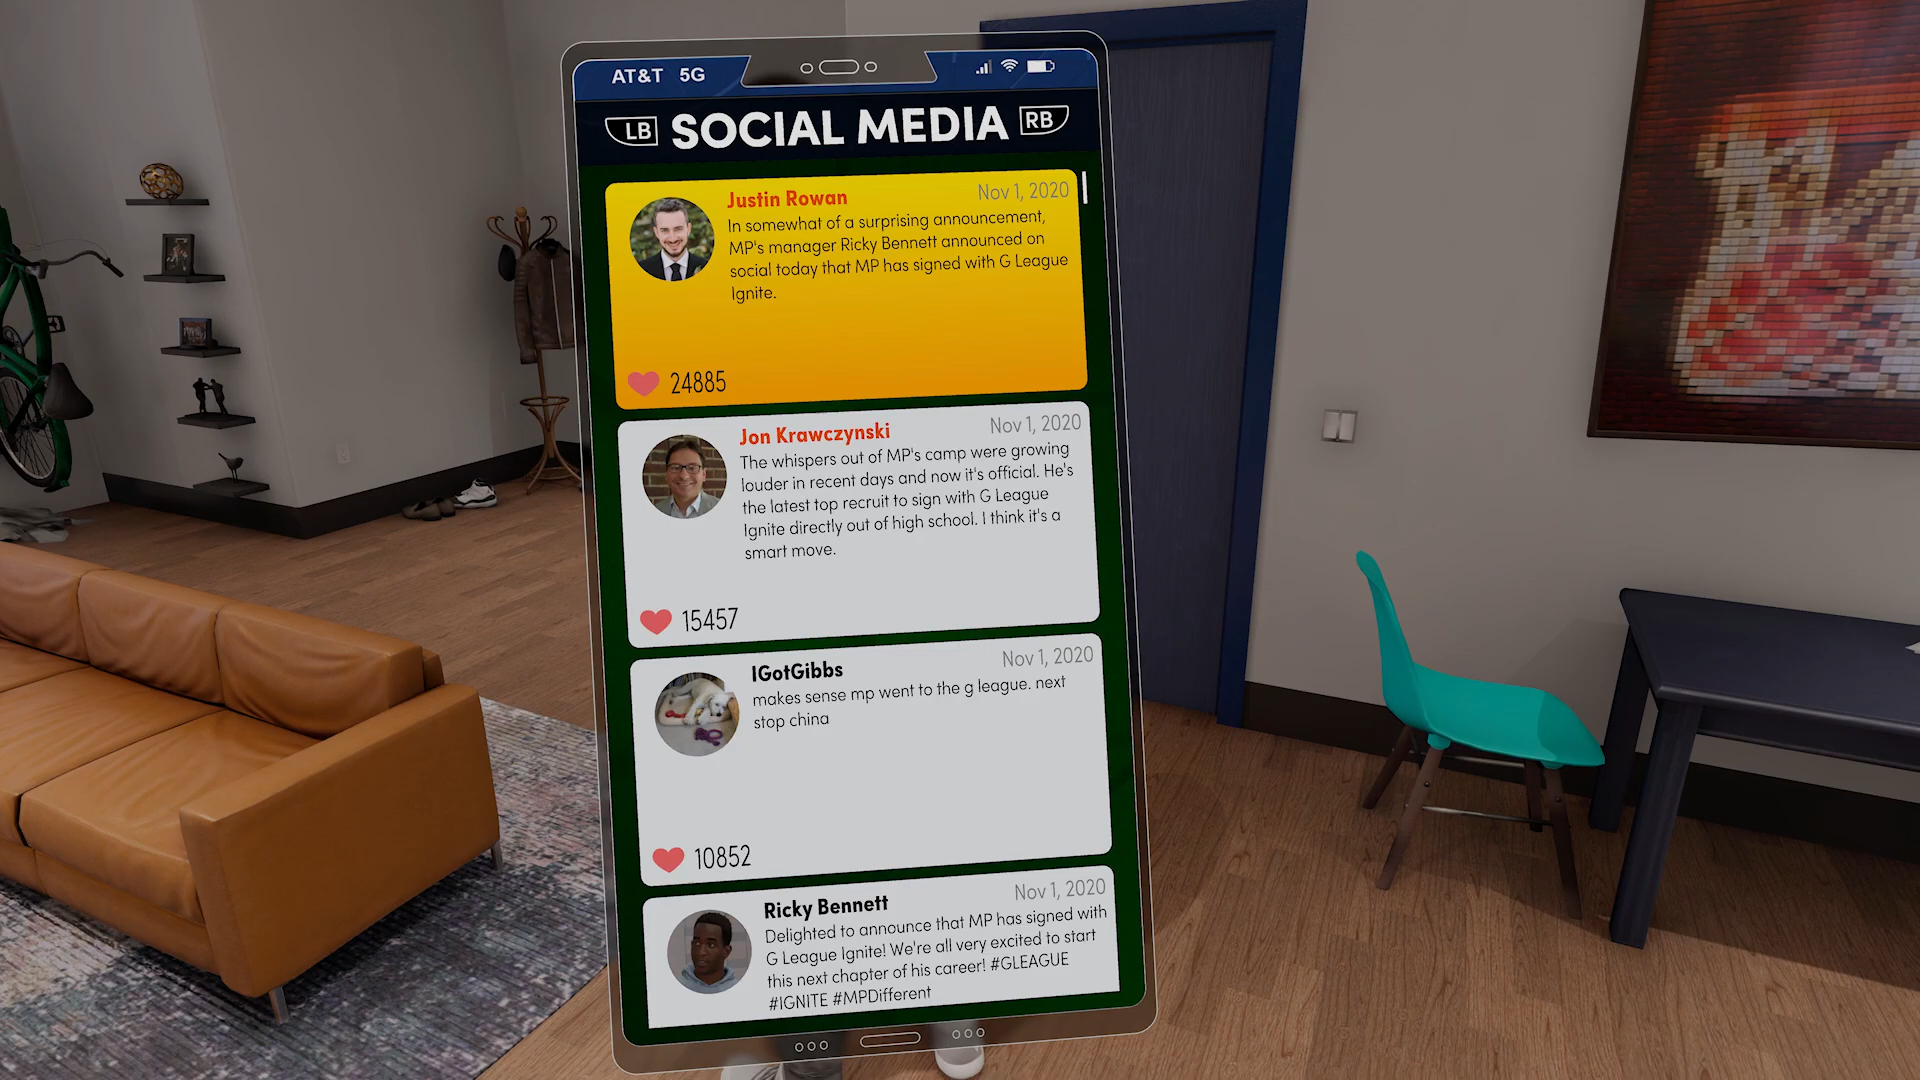 AT&T 5G
LB SOCIAL MEDIA RB
Justin Rowan Nov 1, 2020
In somewhat of a surprising announcement,
MP's manager Ricky Bennett announced on
social today that MP has signed with G League
Ignite.
24885
Jon Krawczynski Nov 1, 2020
The whispers out of MP's camp were growing
louder in recent days and now it's official. He's
the latest top recruit to sign with G League
Ignite directly out of high school. I think it's a
smart move.
15457
IGotGibbs Nov 1, 2020
makes sense mp went to the g league. next
stop china
10852
Ricky Bennett Nov 1, 2020
Delighted to announce that MP has signed with
G League Ignite! We're all very excited to start
this next chapter of his career! #GLEAGUE
#IGNITE #MPDifferent